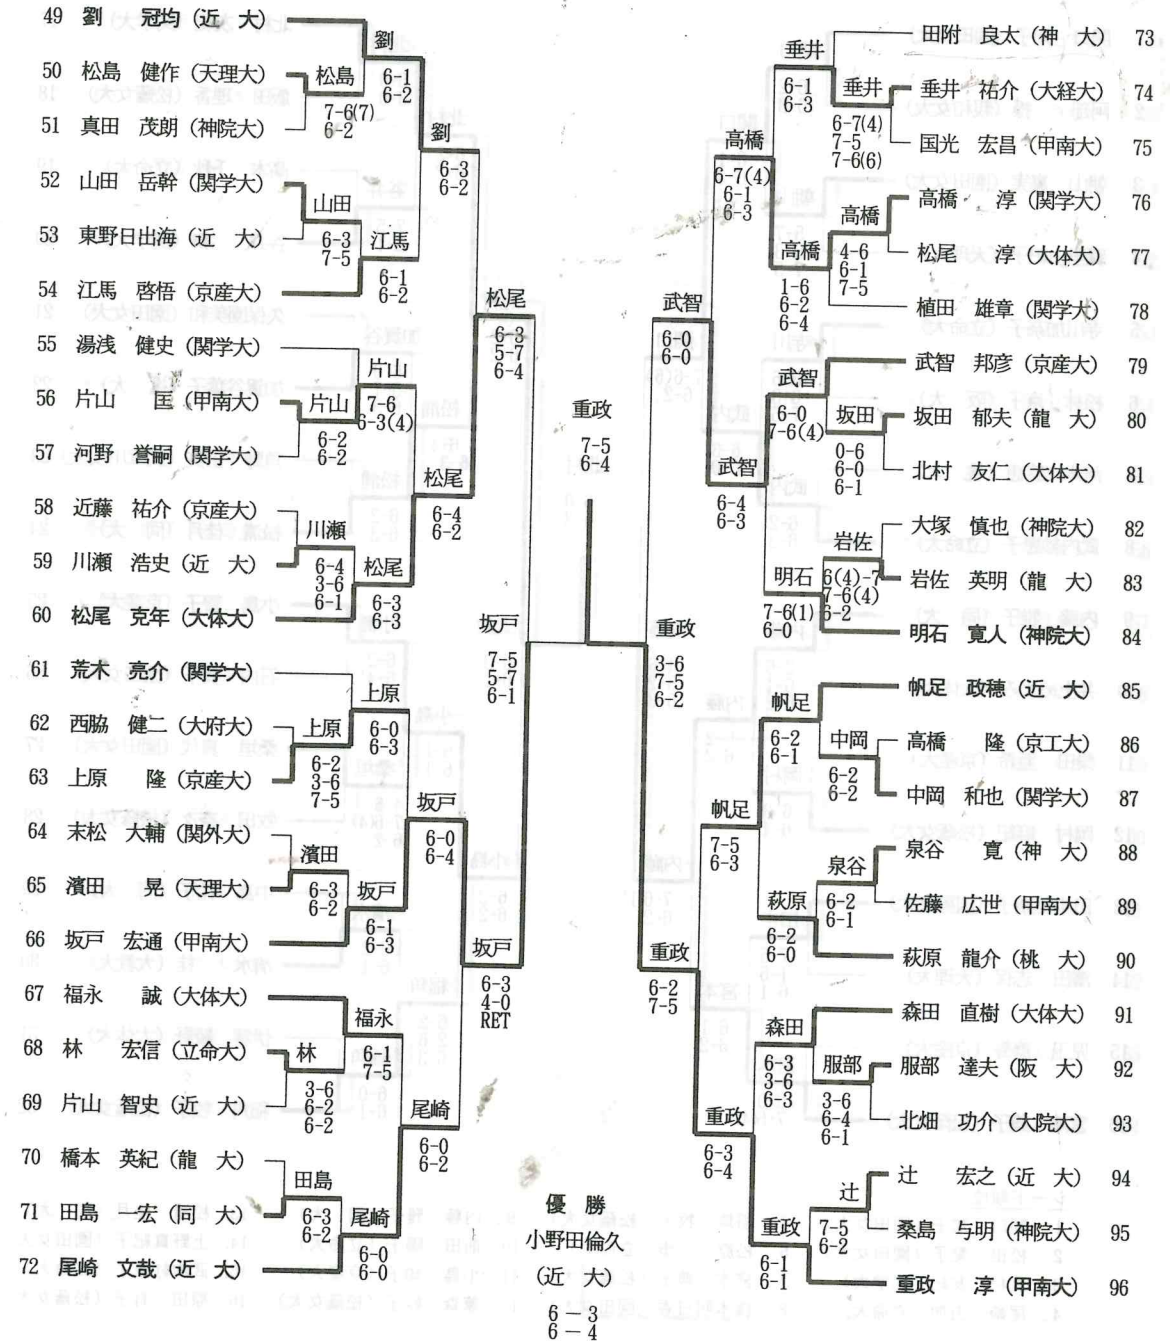 49 劉 冠均 (近 大)
50 松島 健作 (天理大)
51 真田 茂朗 (神院大)
52 山田 岳幹 (関学大)
53 東野日出海 (近 大)
54 江馬 啓悟 (京産大)
55 湯浅 健史 (関学大)
56 片山 匡 (甲南大)
57 河野 誉嗣 (関学大)
58 近藤 祐介 (京産大)
59 川瀬 浩史 (近 大)
60 松尾 克年 (大体大)
61 荒木 亮介 (関学大)
62 西脇 健二 (大府大)
63 上原 隆 (京産大)
64 末松 大輔 (関外大)
65 濱田 晃 (天理大)
66 坂戸 宏通 (甲南大)
67 福永 誠 (大体大)
68 林 宏信 (立命大)
69 片山 智史 (近 大)
70 橋本 英紀 (龍 大)
71 田島 一宏 (同 大)
72 尾崎 文哉 (近 大)
松島
7-6(7)
6-2
山田
6-3
7-5
片山
6-2
6-2
川瀬
6-4
3-6
6-1
上原
6-2
3-6
7-5
濱田
6-3
6-2
林
3-6
6-2
6-2
田島
6-3
6-2
劉
6-1
6-2
江馬
6-1
6-2
片山
7-6
6-3(4)
松尾
6-3
6-3
上原
6-0
6-3
坂戸
6-1
6-3
福永
6-1
7-5
尾崎
6-0
6-0
劉
6-3
6-2
松尾
6-4
6-2
坂戸
6-0
6-4
尾崎
6-0
6-2
松尾
6-3
5-7
6-4
坂戸
6-3
4-0
RET
坂戸
7-5
5-7
6-1
重政
7-5
6-4
重政
3-6
7-5
6-2
武智
6-0
6-0
重政
6-2
7-5
高橋
6-7(4)
6-1
6-3
武智
6-4
6-3
帆足
7-5
6-3
重政
6-3
6-4
垂井
6-1
6-3
高橋
1-6
6-2
6-4
武智
6-0
7-6(4)
明石
7-6(1)
6-0
帆足
6-2
6-1
萩原
6-2
6-0
森田
6-3
3-6
6-3
重政
6-1
6-1
垂井
6-7(4)
7-5
7-6(6)
高橋
4-6
6-1
7-5
坂田
0-6
6-0
6-1
岩佐
6(4)-7
7-6(4)
6-2
中岡
6-2
6-2
泉谷
6-2
6-1
服部
3-6
6-4
6-1
辻
7-5
6-2
田附 良太 (神 大) 73
垂井 祐介 (大経大) 74
国光 宏昌 (甲南大) 75
高橋 淳 (関学大) 76
松尾 淳 (大体大) 77
植田 雄章 (関学大) 78
武智 邦彦 (京産大) 79
坂田 郁夫 (龍 大) 80
北村 友仁 (大体大) 81
大塚 慎也 (神院大) 82
岩佐 英明 (龍 大) 83
明石 寛人 (神院大) 84
帆足 政穂 (近 大) 85
高橋 隆 (京工大) 86
中岡 和也 (関学大) 87
泉谷 寛 (神 大) 88
佐藤 広世 (甲南大) 89
萩原 龍介 (桃 大) 90
森田 直樹 (大体大) 91
服部 達夫 (阪 大) 92
北畑 功介 (大院大) 93
辻 宏之 (近 大) 94
桑島 与明 (神院大) 95
重政 淳 (甲南大) 96
優 勝
小野田倫久
(近 大)
6-3
6-4